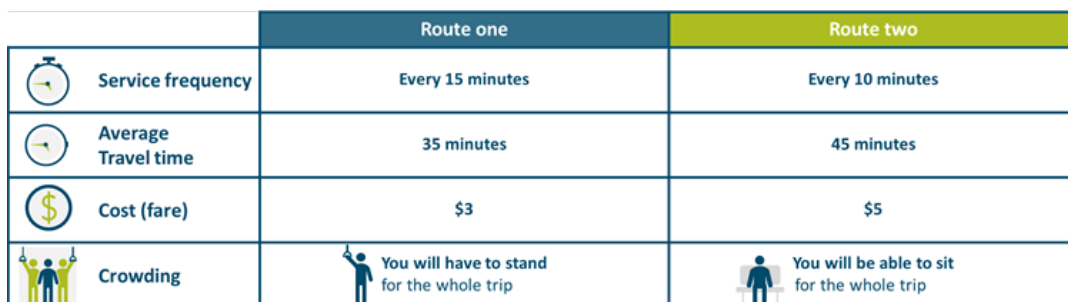 Route one
Route two
Service frequency
Every 15 minutes
Every 10 minutes
Average
Travel time
35 minutes
45 minutes
$
Cost (fare)
$3
$5
Crowding
You will have to stand
for the whole trip
You will be able to sit
for the whole trip